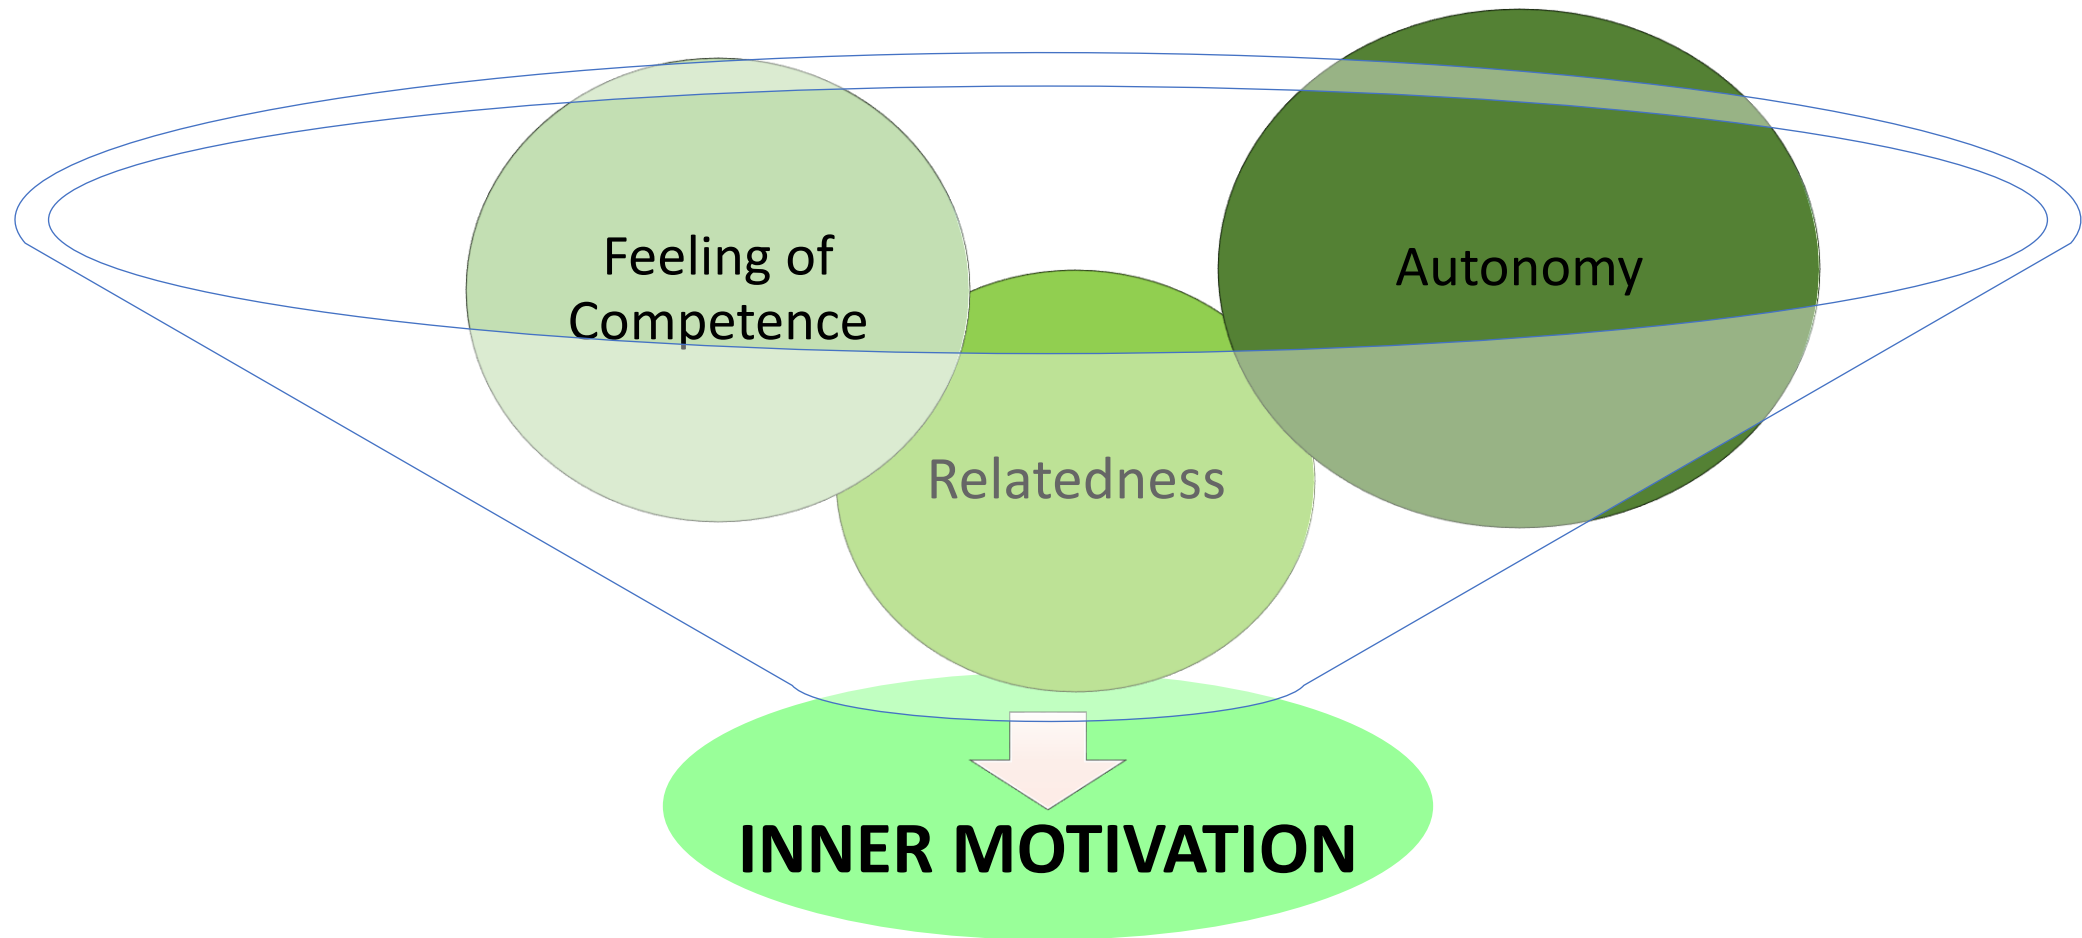 Feeling of
Competence
Autonomy
Relatedness
INNER MOTIVATION